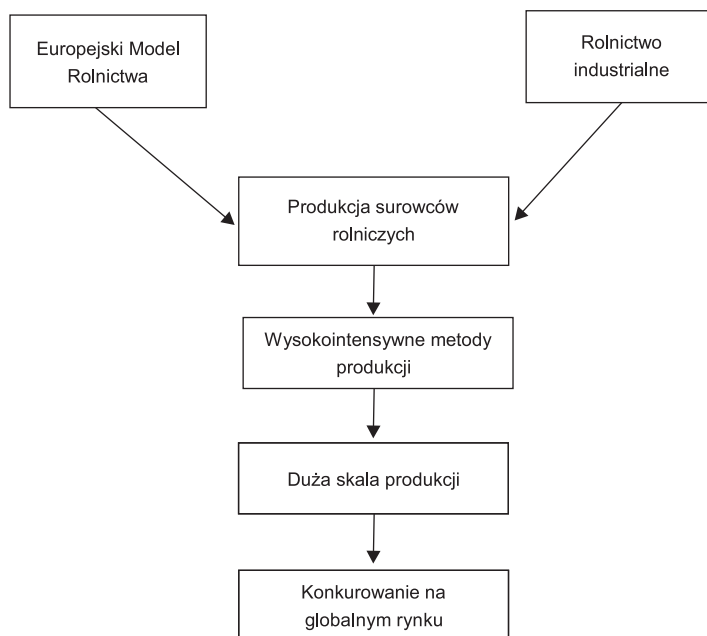 Europejski Model
Rolnictwa
Rolnictwo
industrialne
Produkcja surowców
rolniczych
Wysokointensywne metody
produkcji
Duża skala produkcji
Konkurowanie na
globalnym rynku